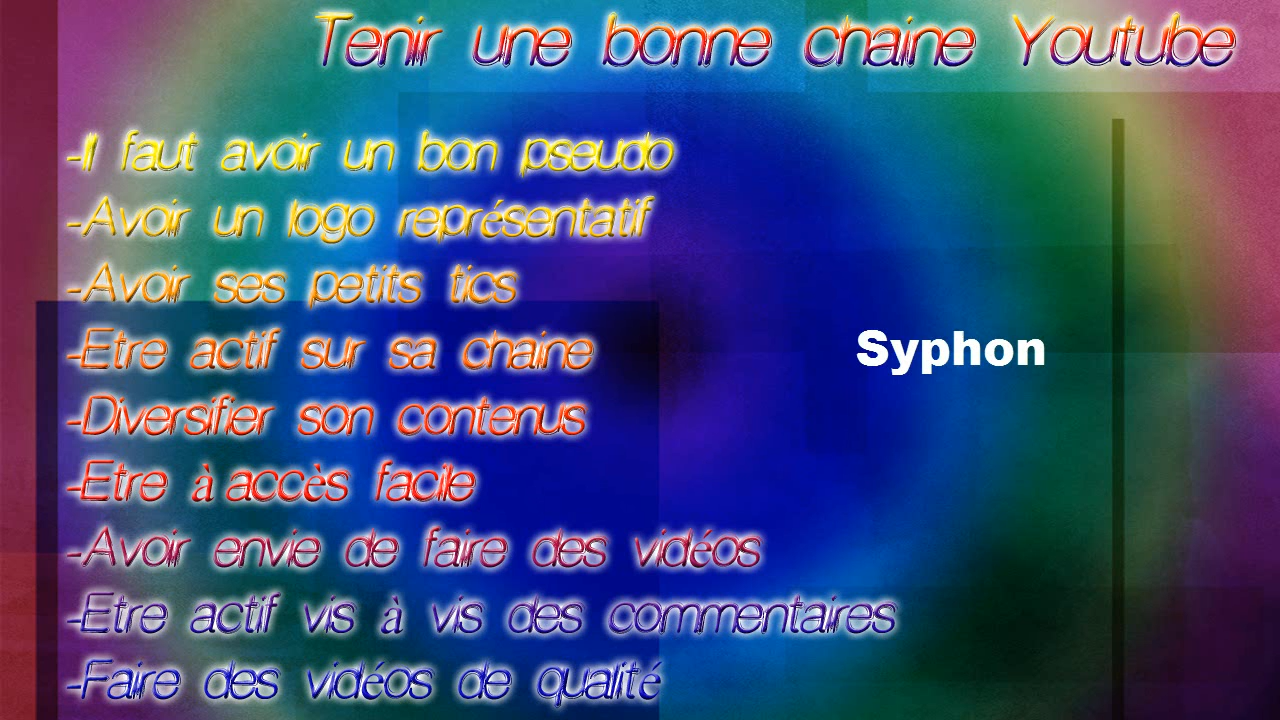 Tenir une bonne chaine Youtube
-Il faut avoir un bon pseudo
-Avoir un logo représentatif
-Avoir ses petits tics
-Etre actif sur sa chaine
Syphon
-Diversifier son contenus
-Etre à accès facile
-Avoir envie de faire des vidéos
-Etre actif vis à vis des commentaires
-Faire des vidéos de qualité